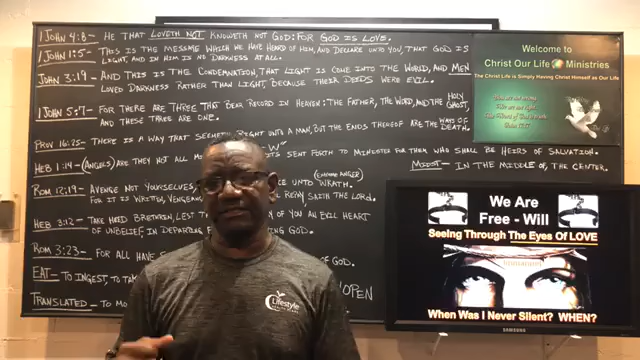 1 JOHN 4:8- HE THAT LOVETH NOT KNOWETH NOT GOD: FOR GOD IS LOVE.
1 JOHN 1:5- THIS IS THE MESSAGE WHICH WE HAVE HEARD OF HIM, AND DECLARE UNTO YOU, THAT GOD IS
LIGHT, AND IN HIM IS NO DARKNESS AT ALL.
JOHN 3:19- AND THIS IS THE CONDEMNATION, THAT LIGHT IS COME INTO THE WORLD, AND MEN
LOVED DARKNESS RATHER THAN LIGHT, BECAUSE THEIR DEEDS WERE EVIL.
1 JOHN 5:7- FOR THERE ARE THREE THAT BEAR RECORD IN HEAVEN: THE FATHER, THE WORD, AND THE HOLY GHOST,
AND THESE THREE ARE ONE.
PROV 16:25- THERE IS A WAY THAT SEEMETH RIGHT UNTO A MAN, BUT THE ENDS THEREOF ARE THE WAYS OF DEATH.
HEB 1:14- (ANGELS) ARE THEY NOT ALL SENT FORTH TO MINISTER FOR THEM WHO SHALL BE HEIRS OF SALVATION.
MIDST- IN THE MIDDLE OF, THE CENTER.
ROM 12:19- AVENGE NOT YOURSELVES, UNTO WRATH.
FOR IT IS WRITTEN, REPAY SAITH THE LORD.
HEB 3:12- TAKE HEED BRETHREN, LEST OF YOU AN EVIL HEART
OF UNBELIEF, IN DEPARTING GOD.
ROM 3:23- FOR ALL HAVE OF GOD.
EAT- TO INGEST, TO
TRANSLATED- TO OPEN
Welcome to
Christ Our Life Ministries
The Christ Life is Simply Having Christ Himself as Our Life
We Are
Free - Will
Seeing Through The Eyes Of LOVE
When Was I Never Silent? WHEN?
SAMSUNG
Lifestyle